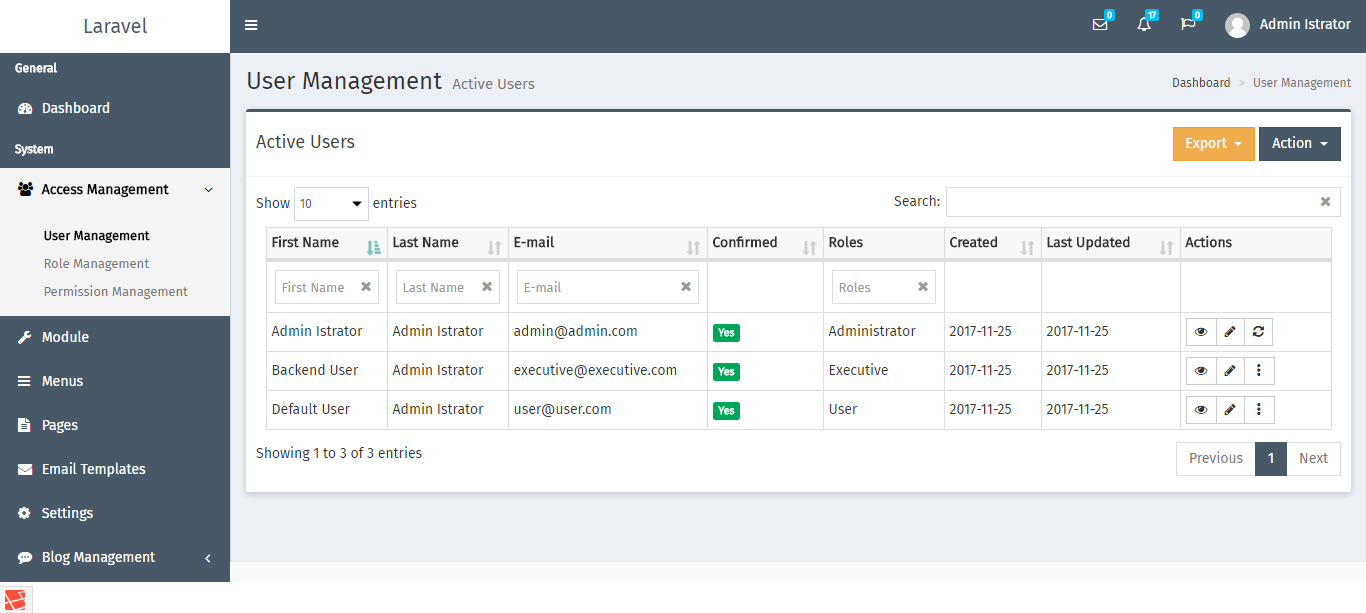 Laravel
0
17
0
Admin Istrator
General
Dashboard
System
Access Management
User Management
Role Management
Permission Management
Module
Menus
Pages
Email Templates
Settings
Blog Management
User Management Active Users
Dashboard > User Management
Active Users
Export
Action
Show 10 entries
Search:
First Name Last Name E-mail Confirmed Roles Created Last Updated Actions
First Name Last Name E-mail Roles
Admin Istrator Admin Istrator admin@admin.com Yes Administrator 2017-11-25 2017-11-25
Backend User Admin Istrator executive@executive.com Yes Executive 2017-11-25 2017-11-25
Default User Admin Istrator user@user.com Yes User 2017-11-25 2017-11-25
Showing 1 to 3 of 3 entries
Previous 1 Next